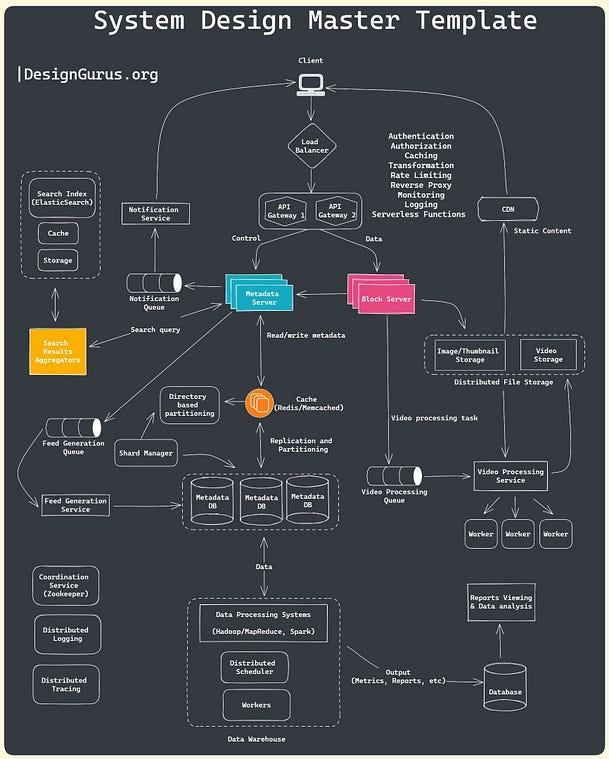 System Design Master Template
|DesignGurus.org
Client
Load
Balancer
Authentication
Authorization
Caching
Transformation
Rate Limiting
Reverse Proxy
Monitoring
Logging
Serverless Functions
API
Gateway 1
API
Gateway 2
Search Index
(ElasticSearch)
Cache
Storage
Notification
Service
CDN
Static Content
Control
Data
Notification
Queue
Metadata
Server
Block Server
Search query
Read/write metadata
Search
Results
Aggregators
Image/Thumbnail
Storage
Video
Storage
Distributed File Storage
Directory
based
partitioning
Cache
(Redis/Memcached)
Video processing task
Feed Generation
Queue
Shard Manager
Replication and
Partitioning
Video Processing
Queue
Video Processing
Service
Feed Generation
Service
Metadata
DB
Metadata
DB
Metadata
DB
Worker
Worker
Worker
Data
Coordination
Service
(Zookeeper)
Distributed
Logging
Distributed
Tracing
Data Processing Systems
(Hadoop/MapReduce, Spark)
Distributed
Scheduler
Workers
Data Warehouse
Reports Viewing
& Data analysis
Output
(Metrics, Reports, etc)
Database